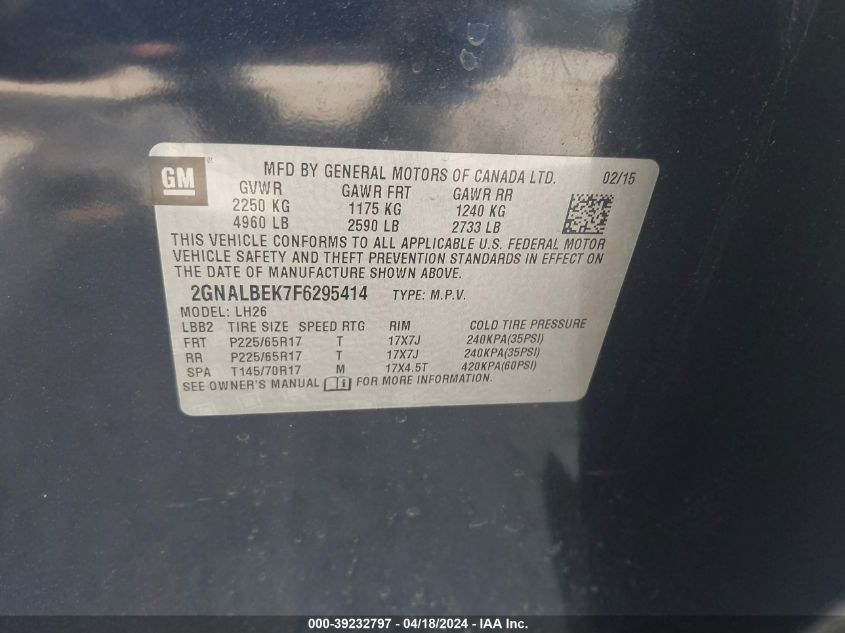 GM
MFD BY GENERAL MOTORS OF CANADA LTD. 02/15
GVWR GAWR FRT GAWR RR
2250 KG 1175 KG 1240 KG
4960 LB 2590 LB 2733 LB
THIS VEHICLE CONFORMS TO ALL APPLICABLE U.S. FEDERAL MOTOR
VEHICLE SAFETY AND THEFT PREVENTION STANDARDS IN EFFECT ON
THE DATE OF MANUFACTURE SHOWN ABOVE.
2GNALBEK7F6295414 TYPE: M.P.V.
MODEL: LH26
LBB2 TIRE SIZE SPEED RTG RIM COLD TIRE PRESSURE
FRT P225/65R17 T 17X7J 240KPA(35PSI)
RR P225/65R17 T 17X7J 240KPA(35PSI)
SPA T145/70R17 M 17X4.5T 420KPA(60PSI)
SEE OWNER'S MANUAL FOR MORE INFORMATION.
000-39232797 - 04/18/2024 - IAA Inc.